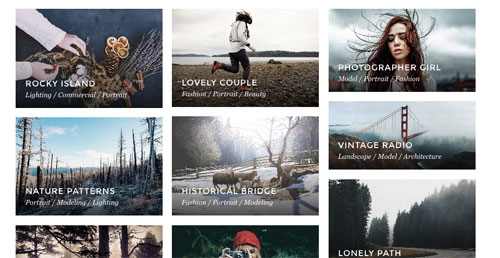 ROCKY ISLAND
Lighting / Commercial / Portrait
LOVELY COUPLE
Fashion / Portrait / Beauty
PHOTOGRAPHER GIRL
Model / Portrait / Fashion
NATURE PATTERNS
Portrait / Modeling / Lighting
HISTORICAL BRIDGE
Fashion / Portrait / Modeling
VINTAGE RADIO
Landscape / Model / Architecture
LONELY PATH